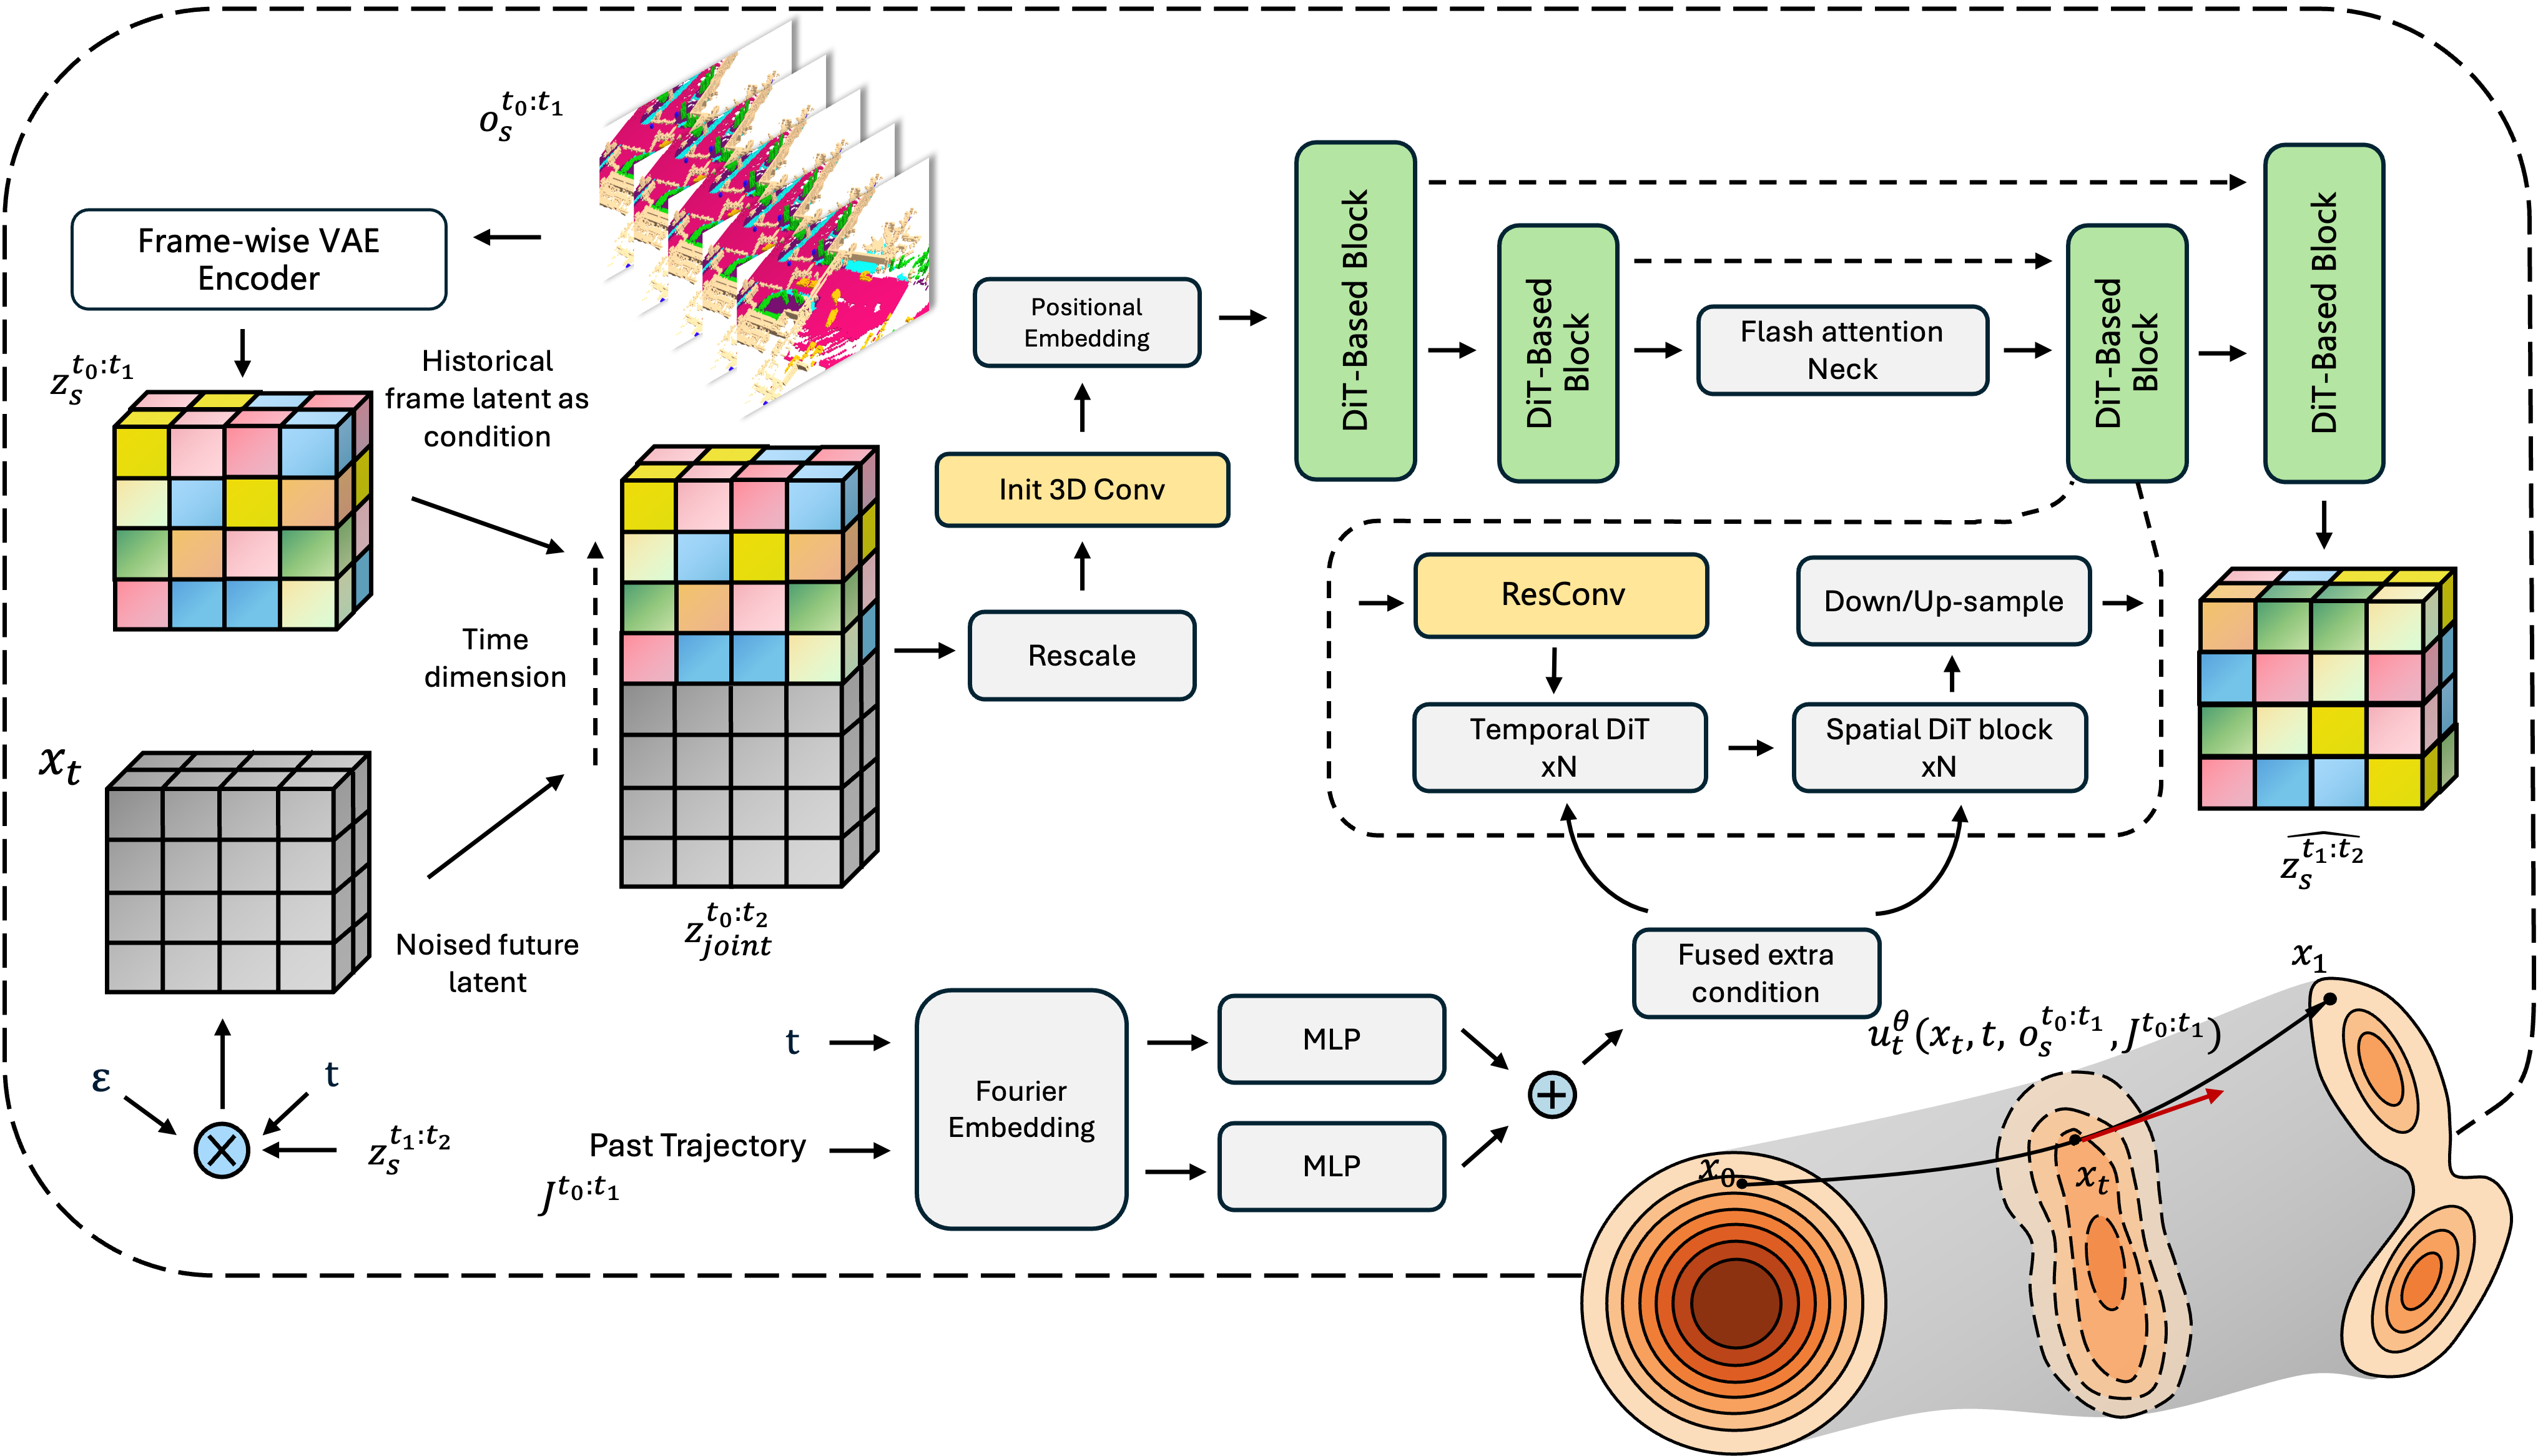 o_s^{t_0:t_1}
Frame-wise VAE
Encoder
z_s^{t_0:t_1}
Historical
frame latent as
condition
Time
dimension
x_t
Noised future
latent
ε
t
z_s^{t_1:t_2}
z_{joint}^{t_0:t_2}
Rescale
Init 3D Conv
Positional
Embedding
DiT-Based Block
DiT-Based
Block
Flash attention
Neck
DiT-Based
Block
DiT-Based Block
ResConv
Temporal DiT
xN
Spatial DiT block
xN
Down/Up-sample
\widehat{z_s^{t_1:t_2}}
t
Past Trajectory
J^{t_0:t_1}
Fourier
Embedding
MLP
MLP
+
Fused extra
condition
u_t^θ(x_t, t, o_s^{t_0:t_1}, J^{t_0:t_1})
x_0
x_t
x_1